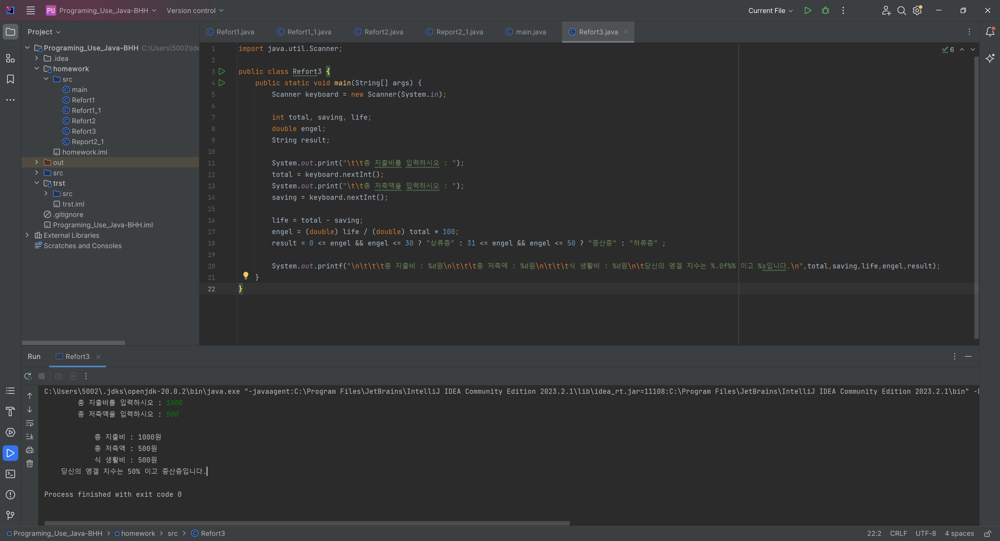 PU Programing_Use_Java-BHH Version control Current File
Project
Refort1.java Refort1_1.java Refort2.java Report2_1.java main.java Refort3.java
Programing_Use_Java-BHH C:\Users\5002\Ide
.idea
homework
src
main
Refort1
Refort1_1
Refort2
Refort3
Report2_1
homework.iml
out
src
trst
src
trst.iml
.gitignore
Programing_Use_Java-BHH.iml
External Libraries
Scratches and Consoles
6
1 import java.util.Scanner;
2
3 public class Refort3 {
4 public static void main(String[] args) {
5 Scanner keyboard = new Scanner(System.in);
6
7 int total, saving, life;
8 double engel;
9 String result;
10
11 System.out.print("\t\t총 지출비를 입력하시오 : ");
12 total = keyboard.nextInt();
13 System.out.print("\t\t총 저축액을 입력하시오 : ");
14 saving = keyboard.nextInt();
15
16 life = total - saving;
17 engel = (double) life / (double) total * 100;
18 result = 0 <= engel && engel <= 30 ? "상류층" : 31 <= engel && engel <= 50 ? "중산층" : "하류층" ;
19
20 System.out.printf("\n\t\t\t총 지출비 : %d원\n\t\t\t총 저축액 : %d원\n\t\t\t식 생활비 : %d원\n\t당신의 엥겔 지수는 %.0f%% 이고 %s입니다.\n",total,saving,life,engel,result);
21 }
22 }
Run Refort3
C:\Users\5002\.jdks\openjdk-20.0.2\bin\java.exe "-javaagent:C:\Program Files\JetBrains\IntelliJ IDEA Community Edition 2023.2.1\lib\idea_rt.jar=11108:C:\Program Files\JetBrains\IntelliJ IDEA Community Edition 2023.2.1\bin" -D
총 지출비를 입력하시오 : 1000
총 저축액을 입력하시오 : 500
총 지출비 : 1000원
총 저축액 : 500원
식 생활비 : 500원
당신의 엥겔 지수는 50% 이고 중산층입니다.
Process finished with exit code 0
Programing_Use_Java-BHH > homework > src > Refort3 22:2 CRLF UTF-8 4 spaces